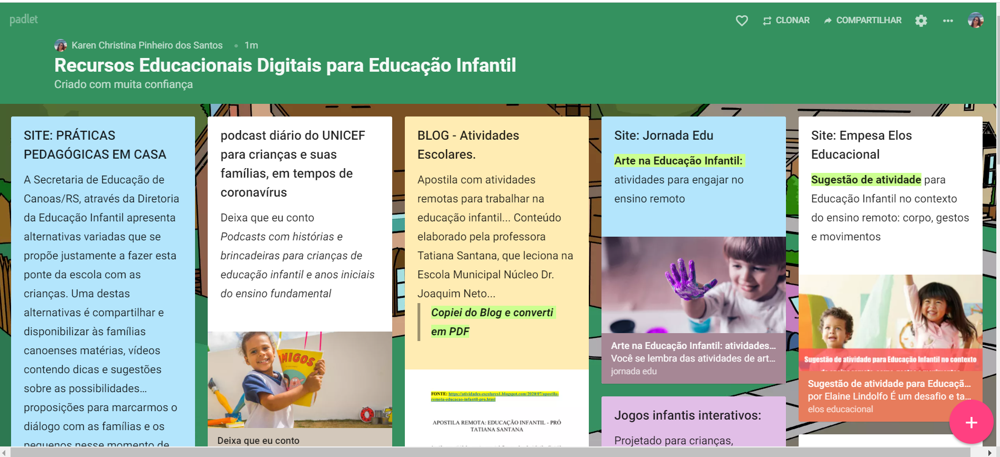 padlet
CLONAR
COMPARTILHAR
Karen Christina Pinheiro dos Santos • 1m
Recursos Educacionais Digitais para Educação Infantil
Criado com muita confiança
SITE: PRÁTICAS
PEDAGÓGICAS EM CASA
A Secretaria de Educação de
Canoas/RS, através da Diretoria
da Educação Infantil apresenta
alternativas variadas que se
propõe justamente a fazer esta
ponte da escola com as
crianças. Uma destas
alternativas é compartilhar e
disponibilizar às famílias
canoenses matérias, vídeos
contendo dicas e sugestões
sobre as possibilidades...
proposições para marcarmos o
diálogo com as famílias e os
pequenos nesse momento de
podcast diário do UNICEF
para crianças e suas
famílias, em tempos de
coronavírus
Deixa que eu conto
Podcasts com histórias e
brincadeiras para crianças de
educação infantil e anos iniciais
do ensino fundamental
AMIGOS
Deixa que eu conto
BLOG - Atividades
Escolares.
Apostila com atividades
remotas para trabalhar na
educação infantil... Conteúdo
elaborado pela professora
Tatiana Santana, que leciona na
Escola Municipal Núcleo Dr.
Joaquim Neto...
Copiei do Blog e converti
em PDF
FONTE: https://atividades-escolares1.blogspot.com/2020/07/apostila-
remota-educacao-infantil-pro.html
APOSTILA REMOTA: EDUCAÇÃO INFANTIL - PRÓ
TATIANA SANTANA
Site: Jornada Edu
Arte na Educação Infantil:
atividades para engajar no
ensino remoto
Arte na Educação Infantil: atividades...
Você se lembra das atividades de art...
jornada edu
Jogos infantis interativos:
Projetado para crianças,
Site: Empesa Elos
Educacional
Sugestão de atividade para
Educação Infantil no contexto
do ensino remoto: corpo, gestos
e movimentos
Sugestão de atividade para Educação Infantil no contexto
Sugestão de atividade para Educaçã...
por Elaine Lindolfo É um desafio e ta...
elos educacional